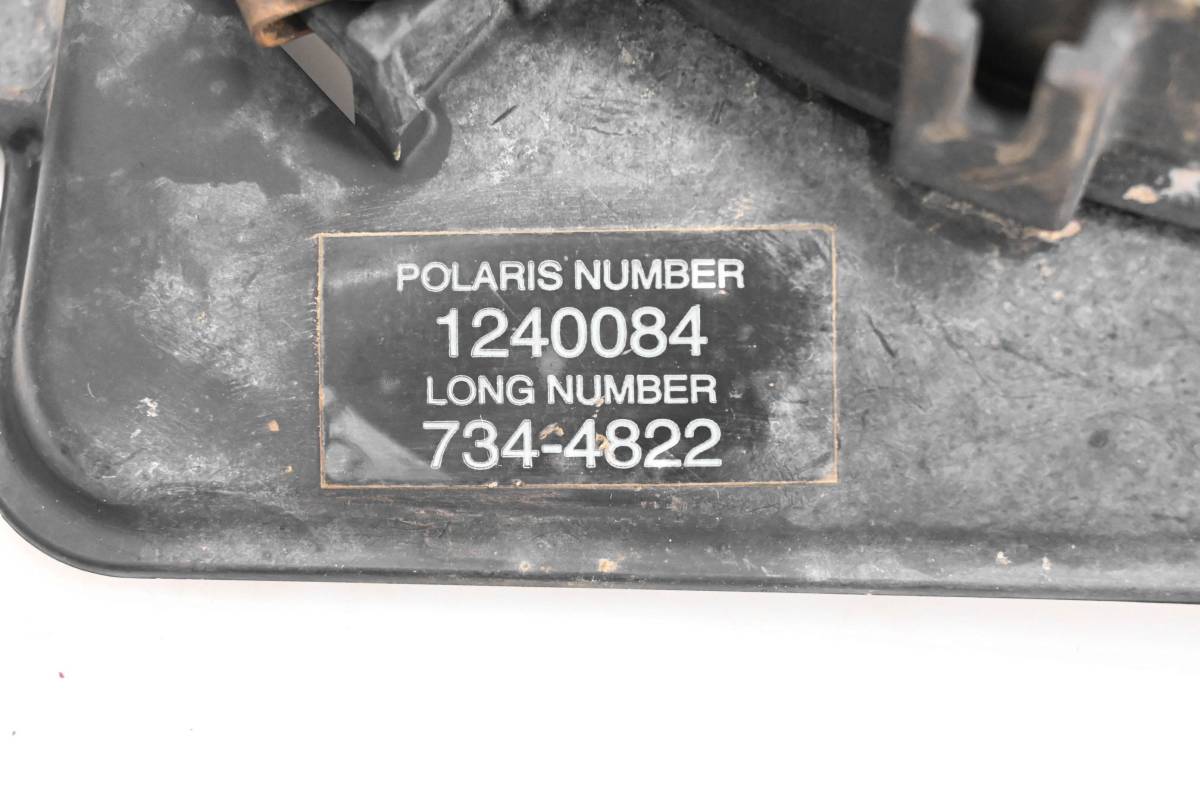 POLARIS NUMBER
1240084
LONG NUMBER
734-4822